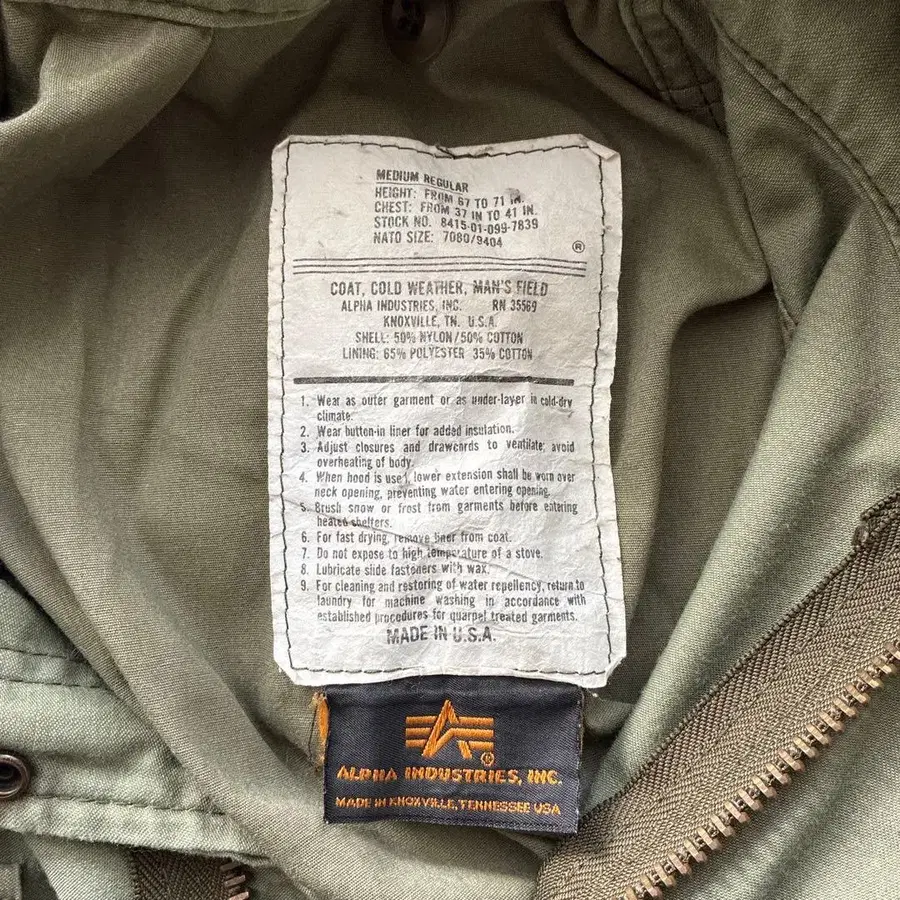 MEDIUM REGULAR
HEIGHT: FROM 67 TO 71 IN.
CHEST: FROM 37 IN TO 41 IN.
STOCK NO. 8415-01-099-7839
NATO SIZE: 7080/9404
®
COAT, COLD WEATHER, MAN'S FIELD
ALPHA INDUSTRIES, INC. RN 35569
KNOXVILLE, TN. U.S.A.
SHELL: 50% NYLON/50% COTTON
LINING: 65% POLYESTER 35% COTTON
1. Wear as outer garment or as under-layer in cold-dry
climate.
2. Wear button-in liner for added insulation.
3. Adjust closures and drawcords to ventilate; avoid
overheating of body.
4. When hood is used, lower extension shall be worn over
neck opening, preventing water entering opening.
5. Brush snow or frost from garments before entering
heated shelters.
6. For fast drying, remove liner from coat.
7. Do not expose to high temperature of a stove.
8. Lubricate slide fasteners with wax.
9. For cleaning and restoring of water repellency, return to
laundry for machine washing in accordance with
established procedures for quarpel treated garments.
MADE IN U.S.A.
®
ALPHA INDUSTRIES, INC.
MADE IN KNOXVILLE, TENNESSEE USA